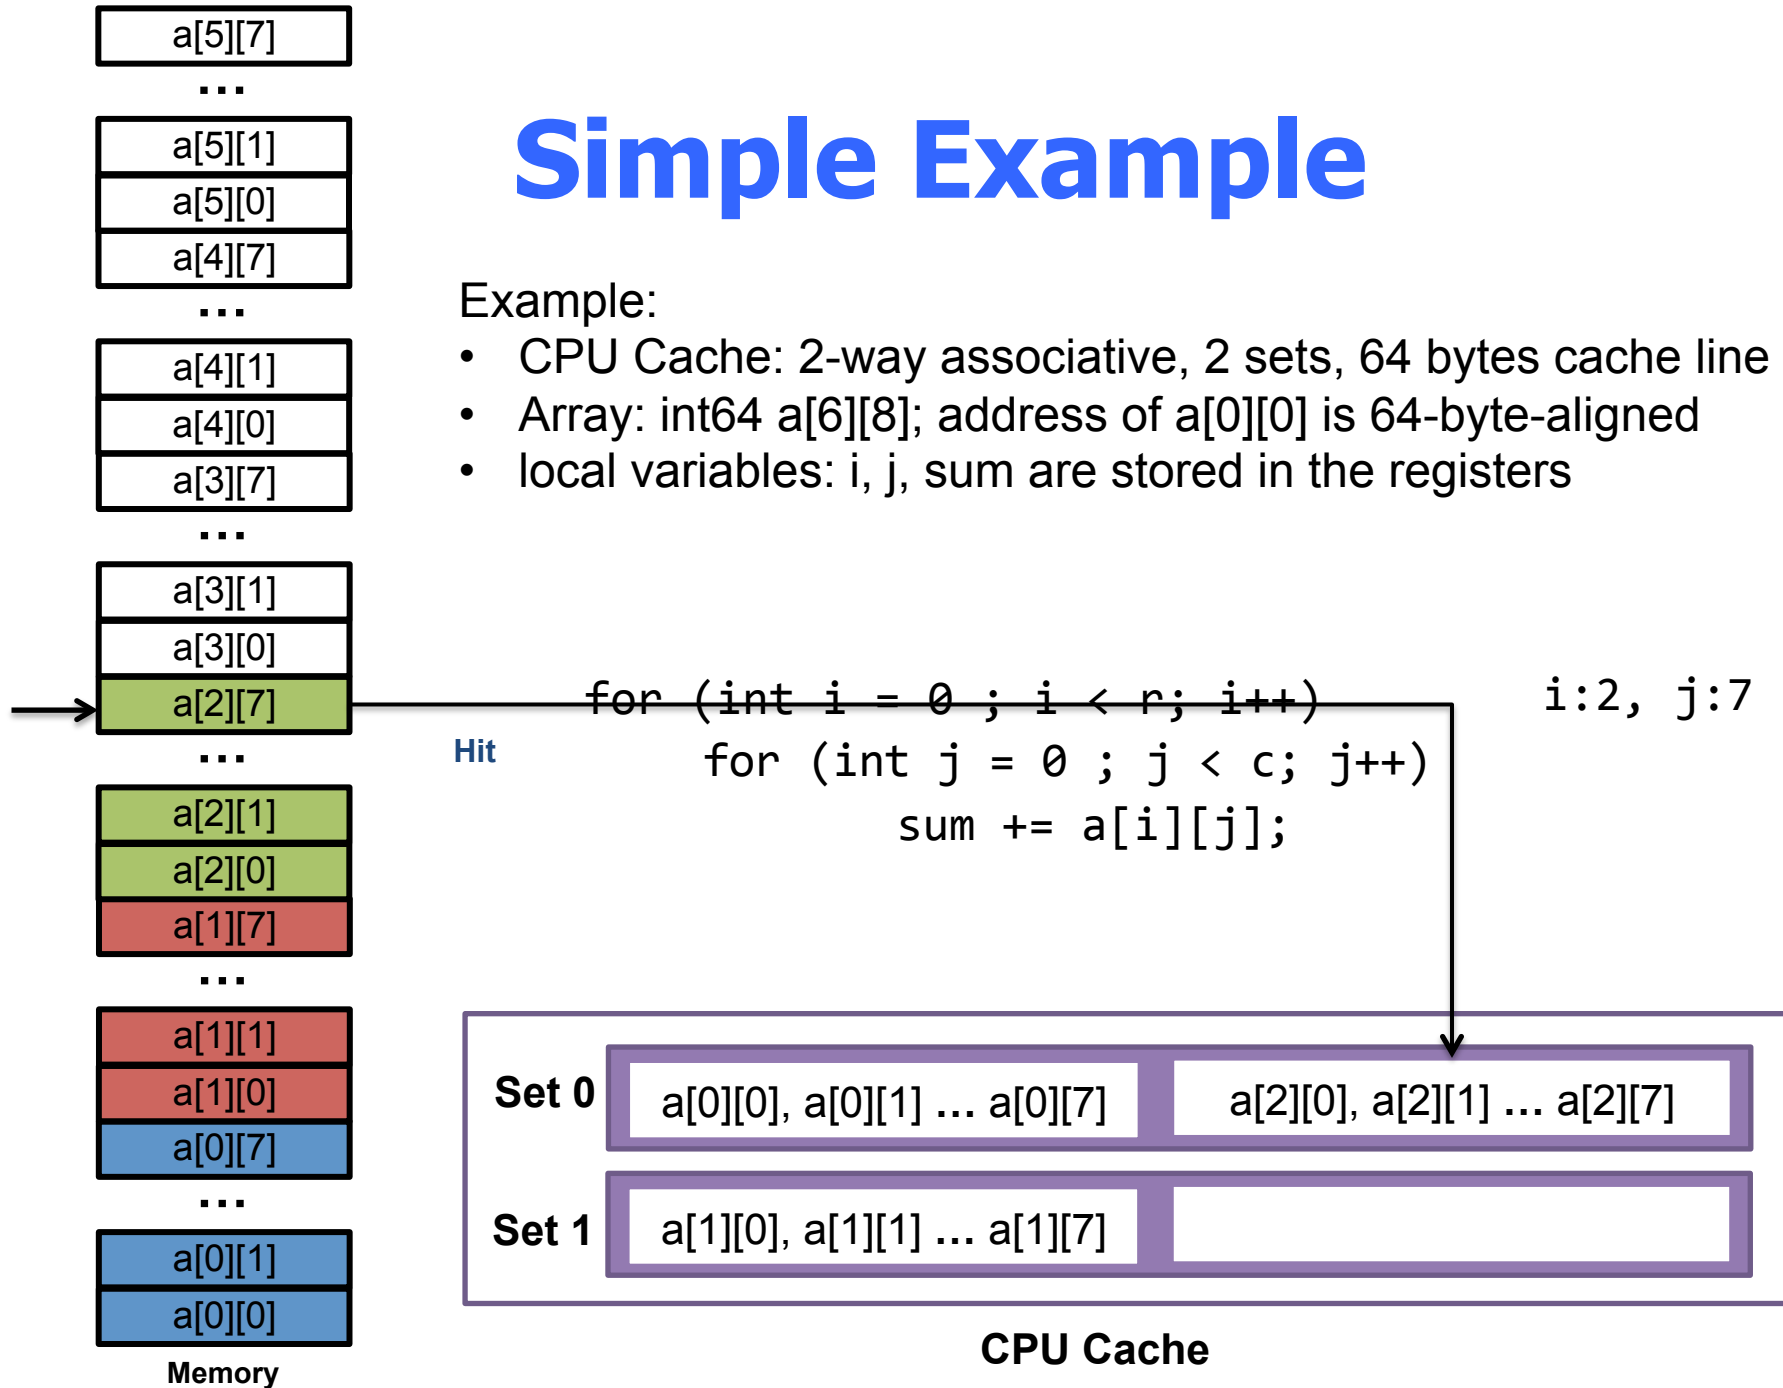 Simple Example
Example:
• CPU Cache: 2-way associative, 2 sets, 64 bytes cache line
• Array: int64 a[6][8]; address of a[0][0] is 64-byte-aligned
• local variables: i, j, sum are stored in the registers
a[5][7]
...
a[5][1]
a[5][0]
a[4][7]
...
a[4][1]
a[4][0]
a[3][7]
...
a[3][1]
a[3][0]
a[2][7]
...
a[2][1]
a[2][0]
a[1][7]
...
a[1][1]
a[1][0]
a[0][7]
...
a[0][1]
a[0][0]
Memory
Hit
for (int i = 0 ; i < r; i++)
for (int j = 0 ; j < c; j++)
sum += a[i][j];
i:2, j:7
Set 0
a[0][0], a[0][1] ... a[0][7]
a[2][0], a[2][1] ... a[2][7]
Set 1
a[1][0], a[1][1] ... a[1][7]
CPU Cache